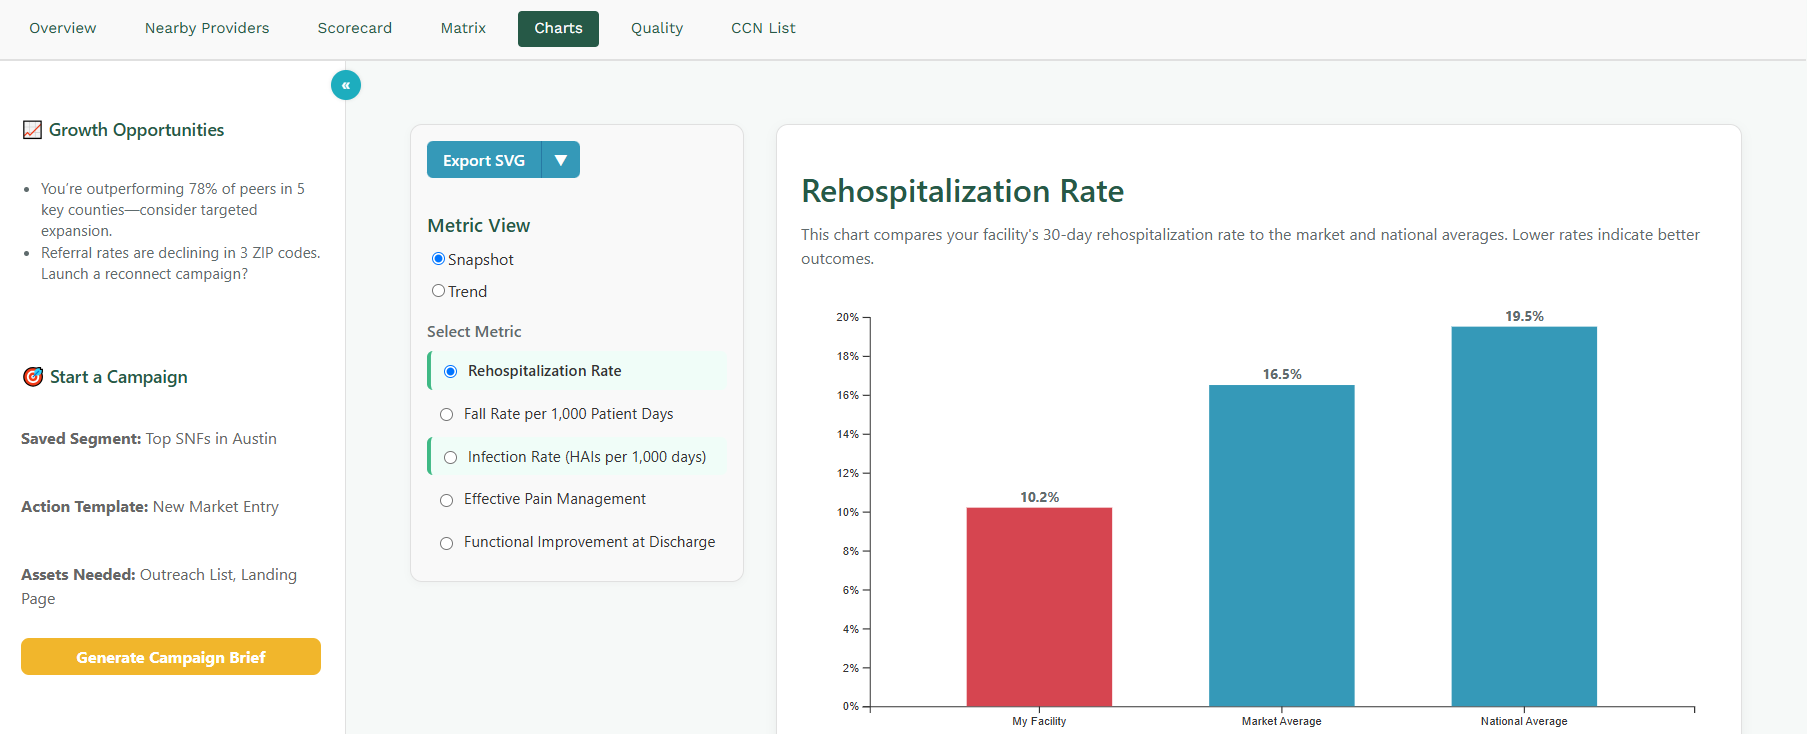 Overview
Nearby Providers
Scorecard
Matrix
Charts
Quality
CCN List
«
Growth Opportunities
You’re outperforming 78% of peers in 5
key counties—consider targeted
expansion.
Referral rates are declining in 3 ZIP codes.
Launch a reconnect campaign?
Start a Campaign
Saved Segment: Top SNFs in Austin
Action Template: New Market Entry
Assets Needed: Outreach List, Landing
Page
Generate Campaign Brief
Export SVG ▼
Metric View
Snapshot
Trend
Select Metric
Rehospitalization Rate
Fall Rate per 1,000 Patient Days
Infection Rate (HAIs per 1,000 days)
Effective Pain Management
Functional Improvement at Discharge
Rehospitalization Rate
This chart compares your facility's 30-day rehospitalization rate to the market and national averages. Lower rates indicate better
outcomes.
20%
18%
16%
14%
12%
10%
8%
6%
4%
2%
0%
10.2%
16.5%
19.5%
My Facility
Market Average
National Average